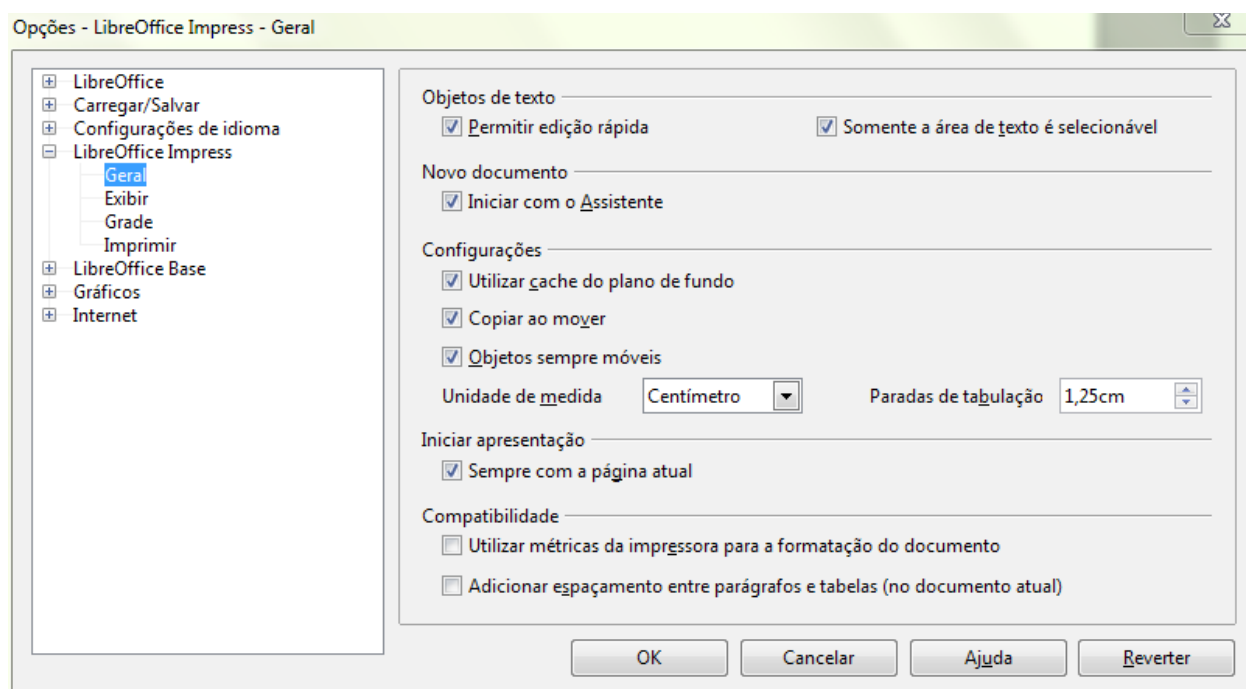 Opções - LibreOffice Impress - Geral
LibreOffice
Carregar/Salvar
Configurações de idioma
LibreOffice Impress
Geral
Exibir
Grade
Imprimir
LibreOffice Base
Gráficos
Internet
Objetos de texto
Permitir edição rápida
Somente a área de texto é selecionável
Novo documento
Iniciar com o Assistente
Configurações
Utilizar cache do plano de fundo
Copiar ao mover
Objetos sempre móveis
Unidade de medida Centímetro Paradas de tabulação 1,25cm
Iniciar apresentação
Sempre com a página atual
Compatibilidade
Utilizar métricas da impressora para a formatação do documento
Adicionar espaçamento entre parágrafos e tabelas (no documento atual)
OK Cancelar Ajuda Reverter